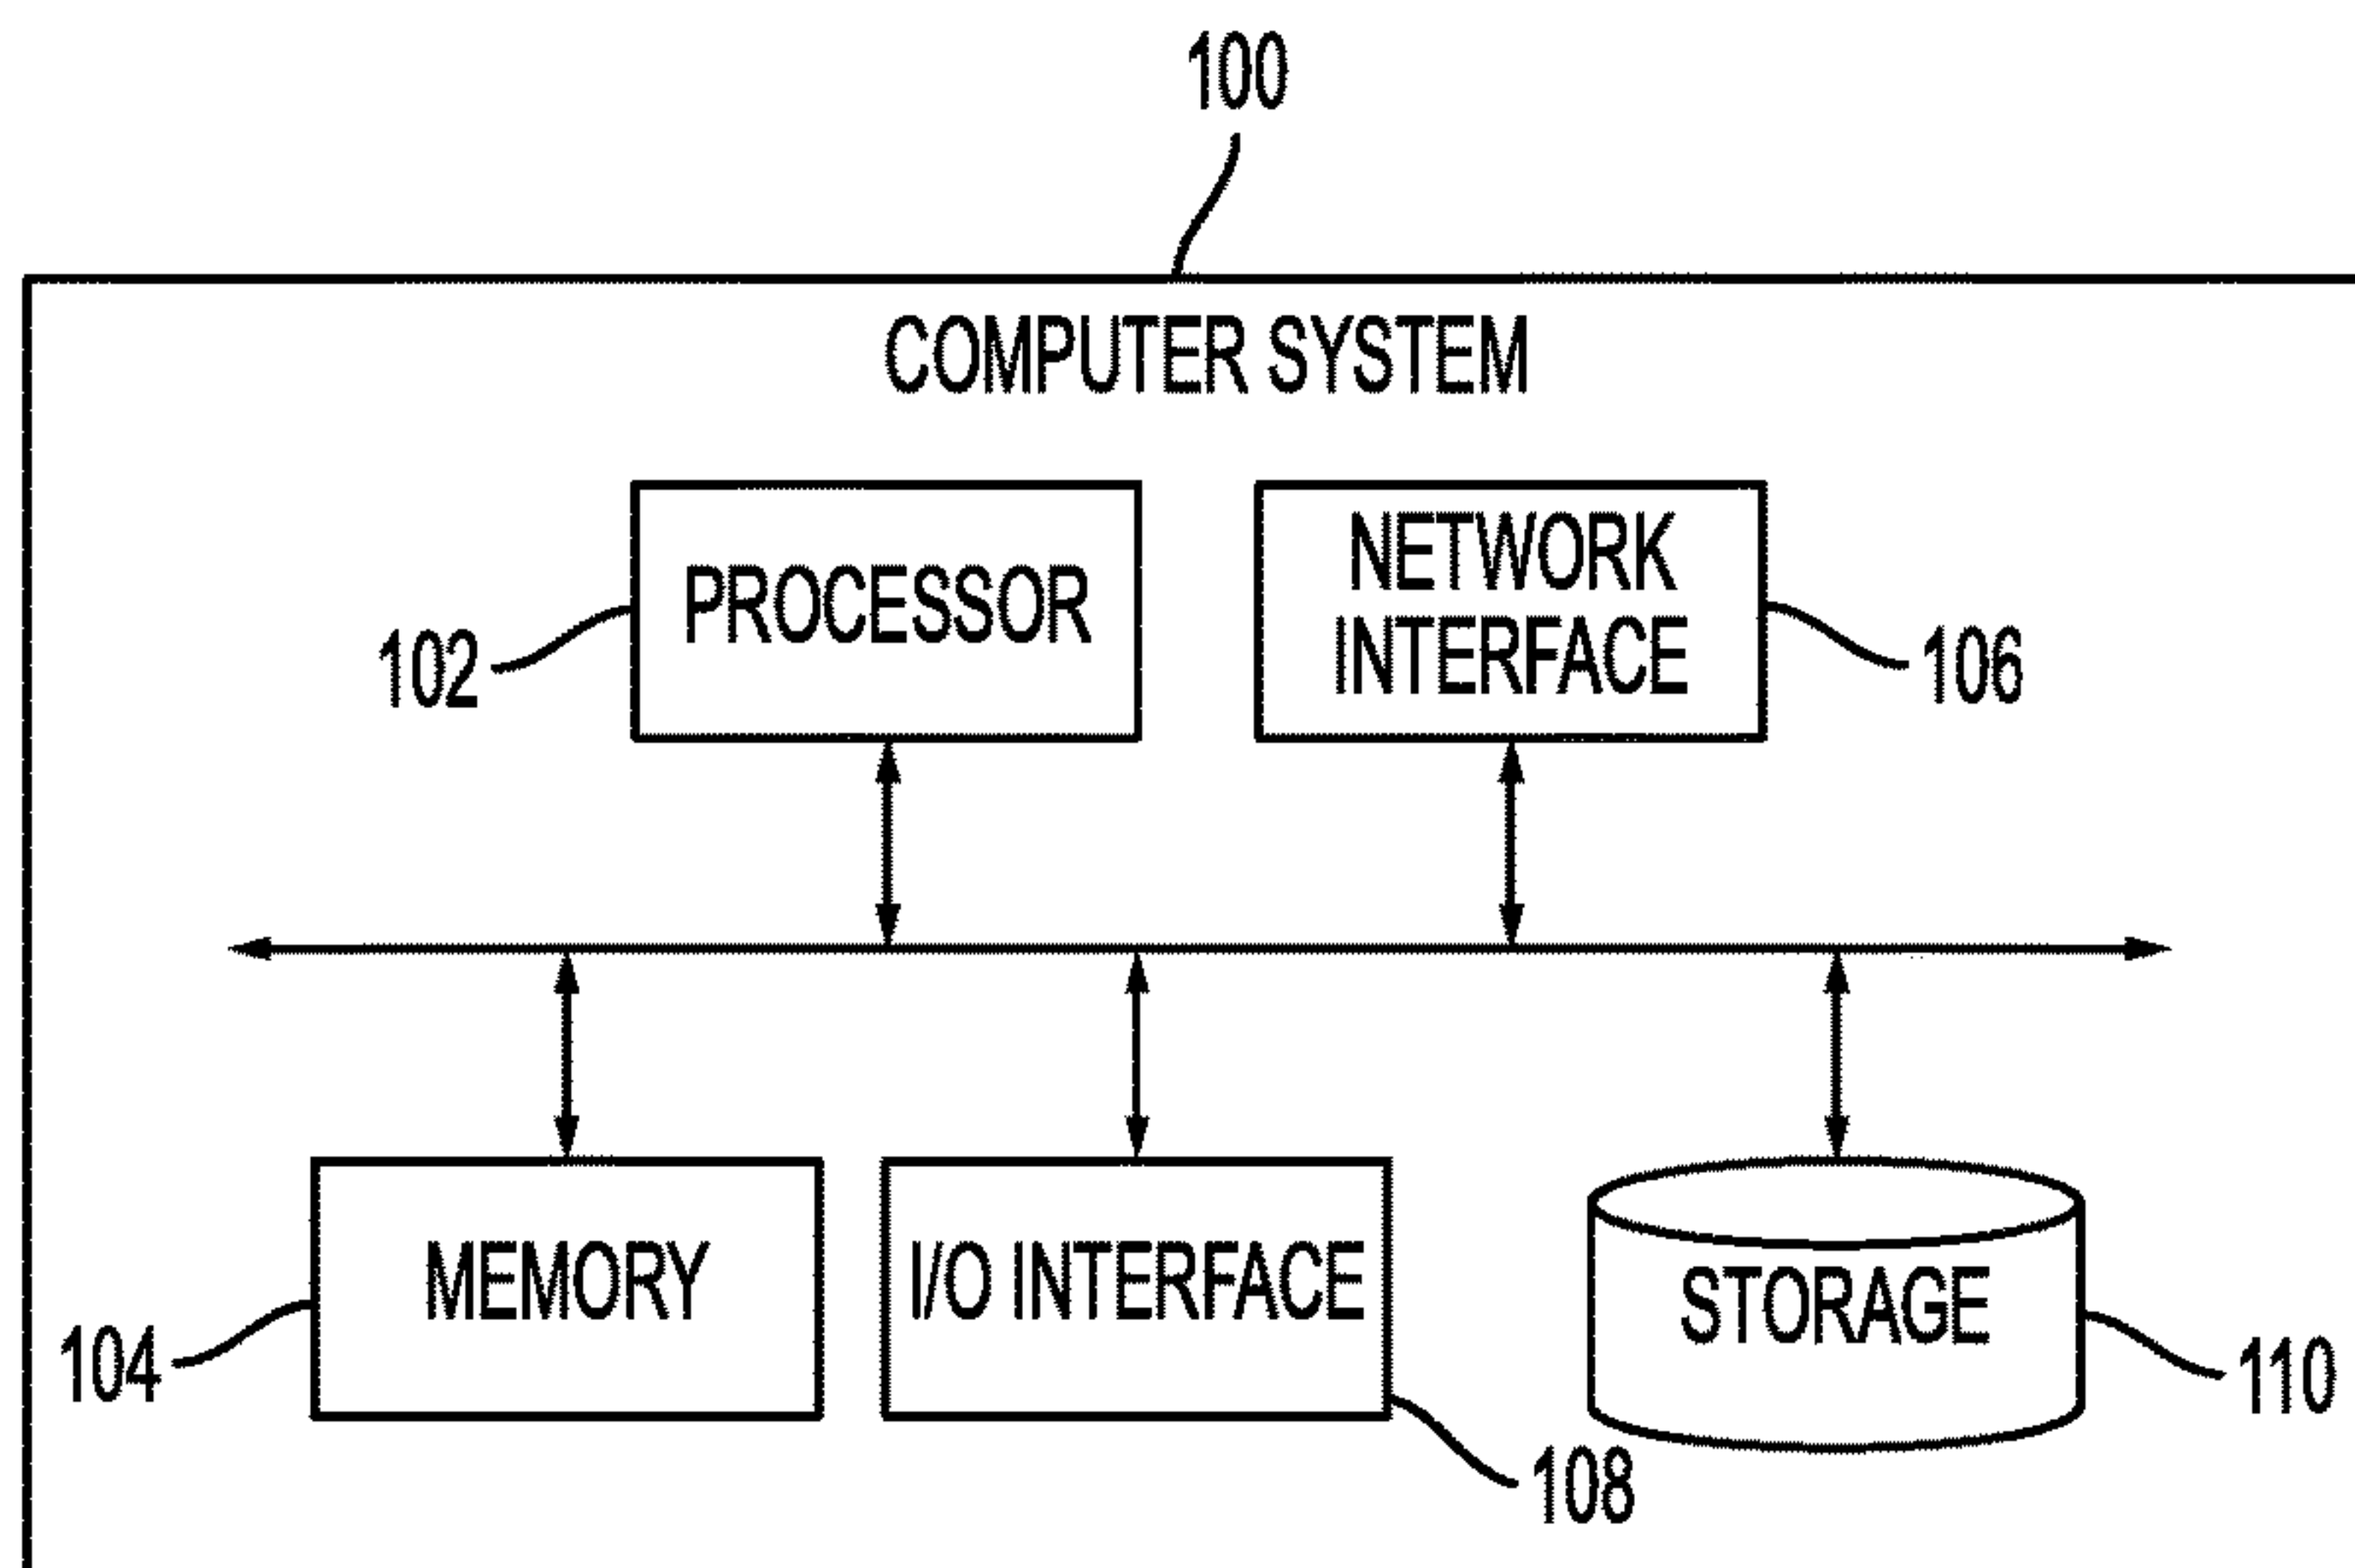 100
COMPUTER SYSTEM
PROCESSOR
NETWORK
INTERFACE
102
106
MEMORY
I/O INTERFACE
STORAGE
104
110
108